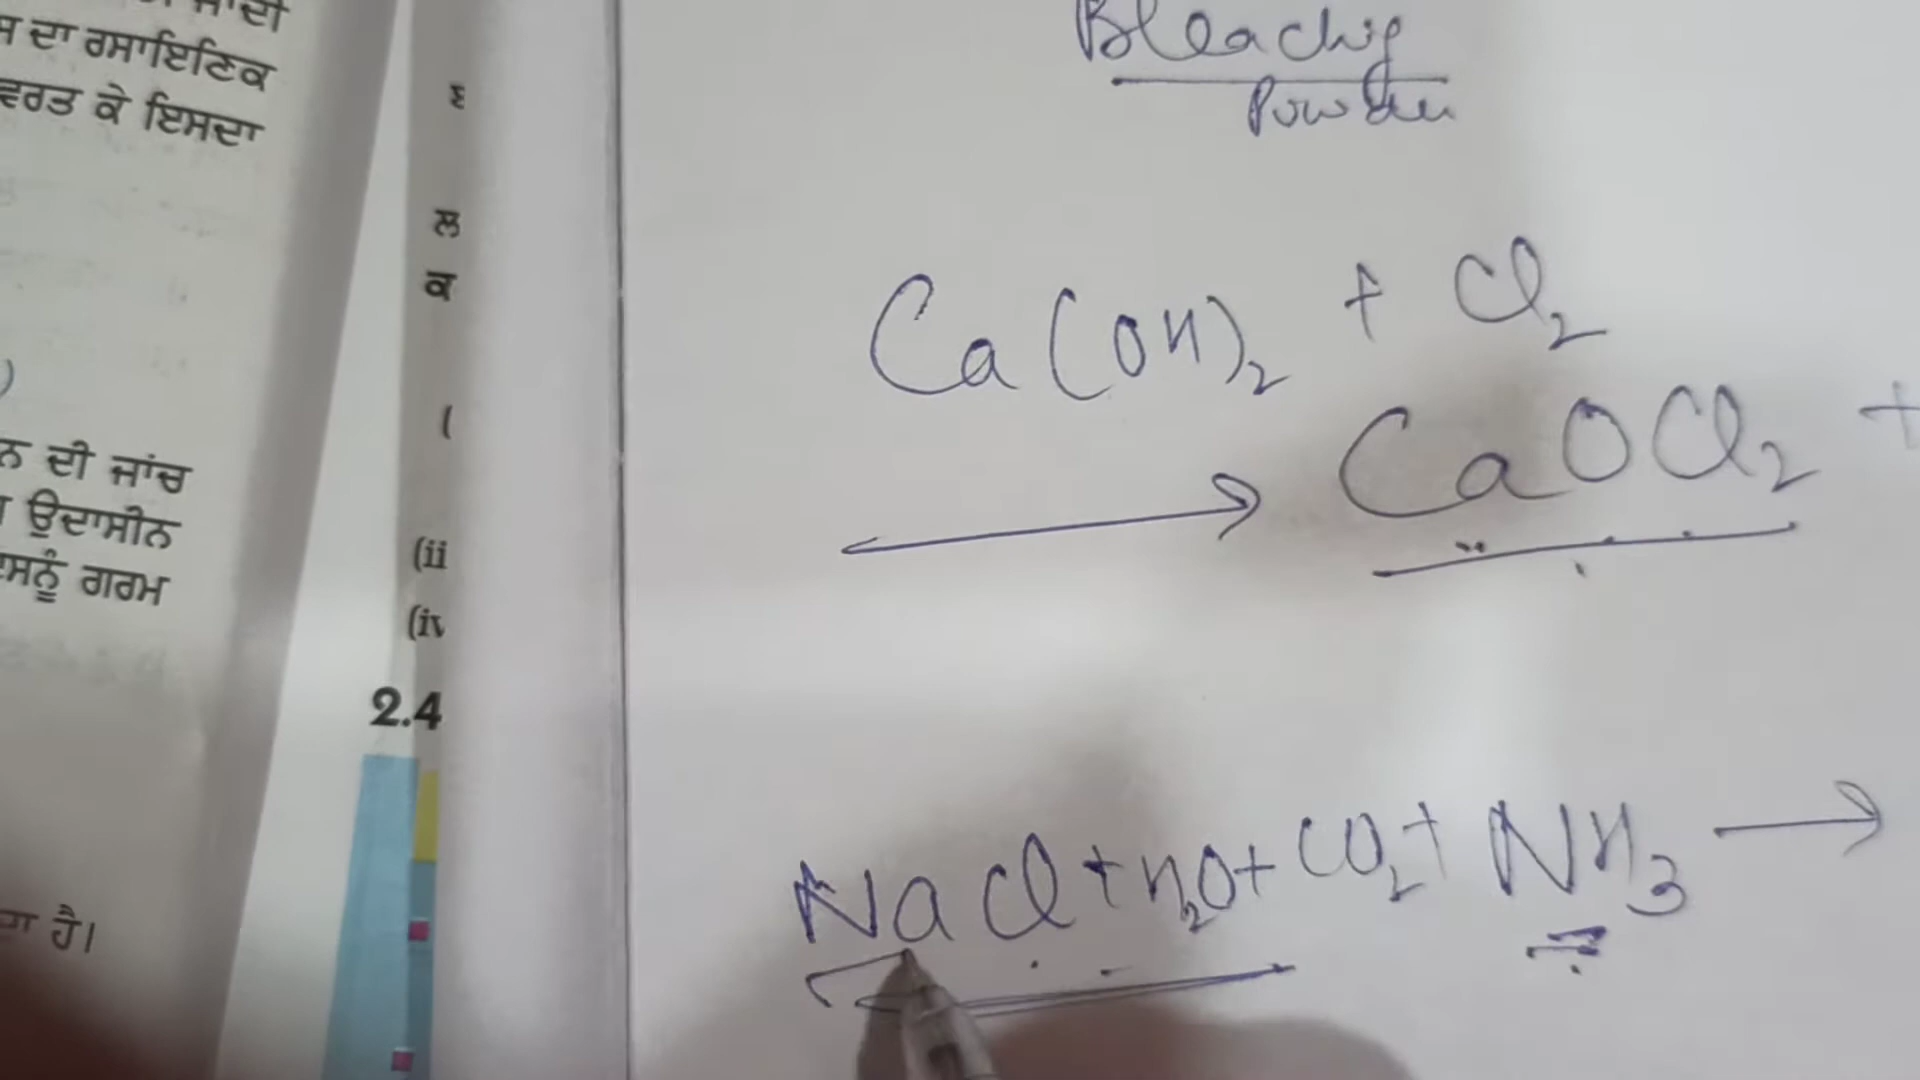 ਦਾ ਰਸਾਇਣਿਕ
ਵਰਤ ਕੇ ਇਸਦਾ
ਦੀ ਜਾਂਚ
ਉਦਾਸੀਨ
ਗਰਮ
ਹੈ।
ਲ
ਕ
(
(ii
(iv
2.4
Bleaching
Powder
Ca(OH)₂ + Cl₂
→ CaOCl₂ +
NaCl + H₂O + CO₂ + NH₃ →